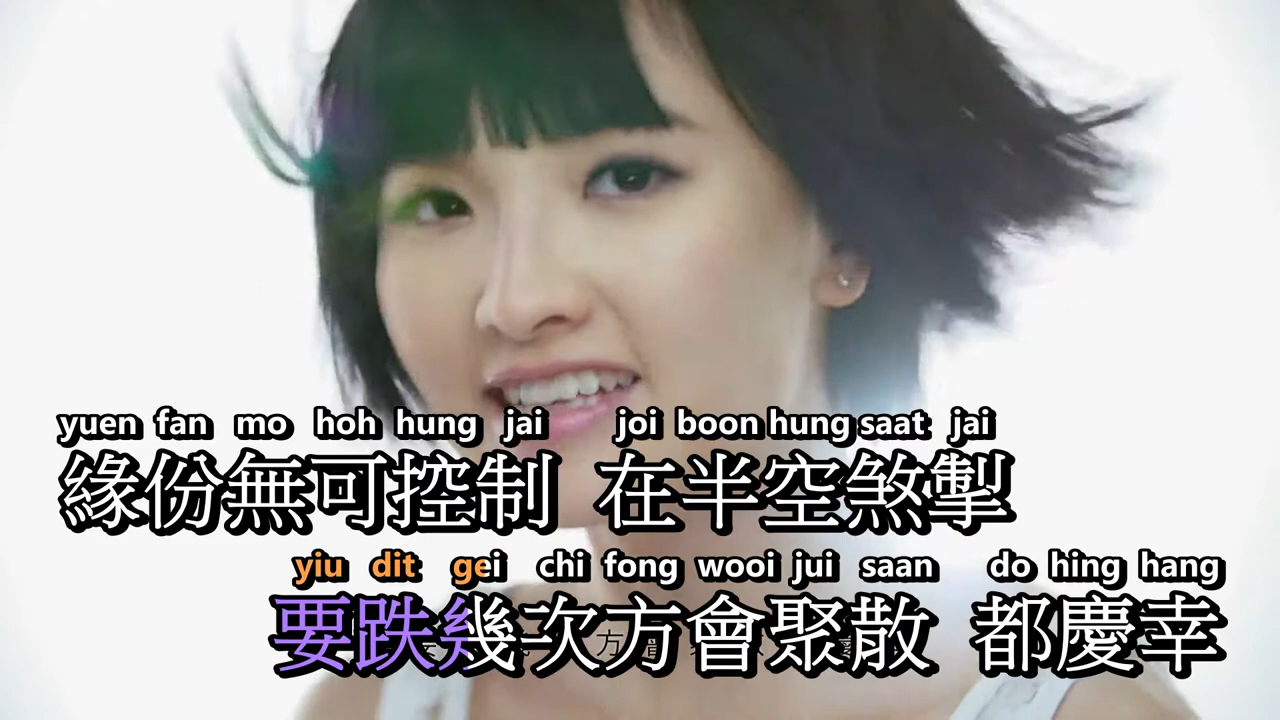 yuen fan mo hoh hung jai joi boon hung saat jai
緣份無可控制 在半空煞掣
yiu dit gei chi fong wooi jui saan do hing hang
要跌幾次方會聚散 都慶幸